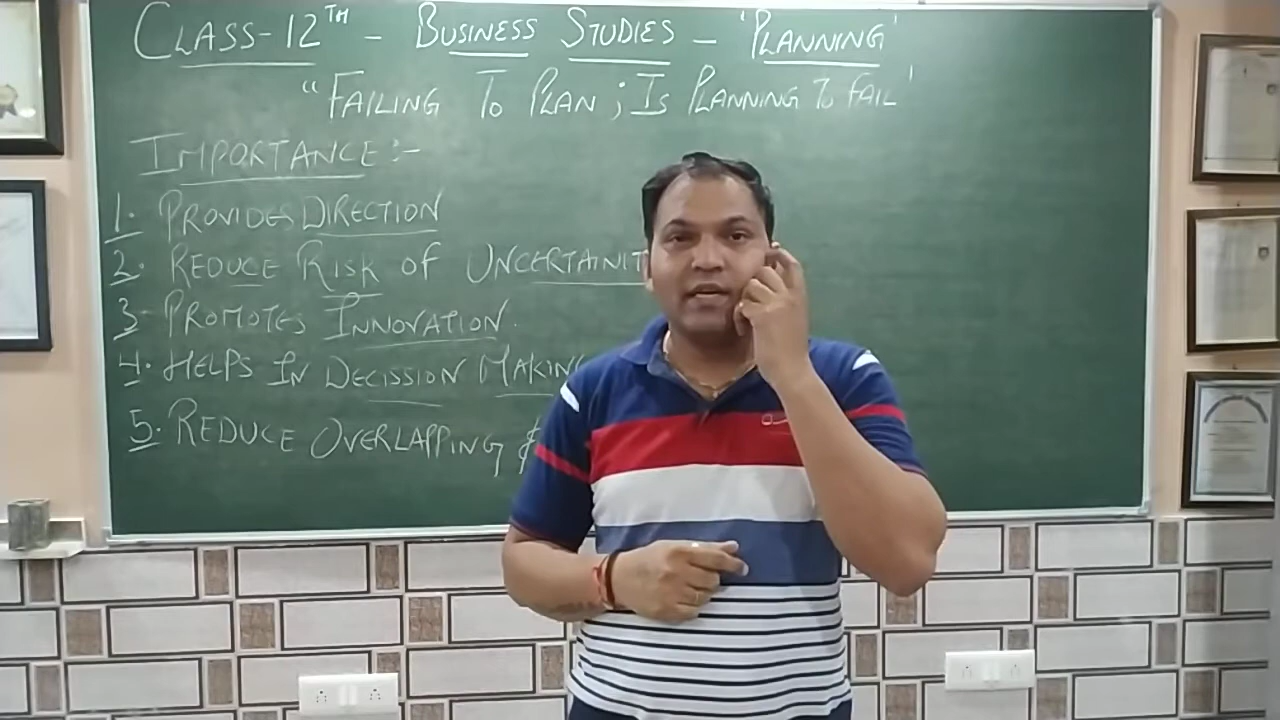 CLASS-12TH - BUSINESS STUDIES - 'PLANNING'
"FAILING TO PLAN ; IS PLANNING TO FAIL'
IMPORTANCE :-
1. PROVIDES DIRECTION
2. REDUCE RISK OF UNCERTAINIT
3. PROMOTES INNOVATION.
4. HELPS IN DECISSION MAKING
5. REDUCE OVERLAPPING &